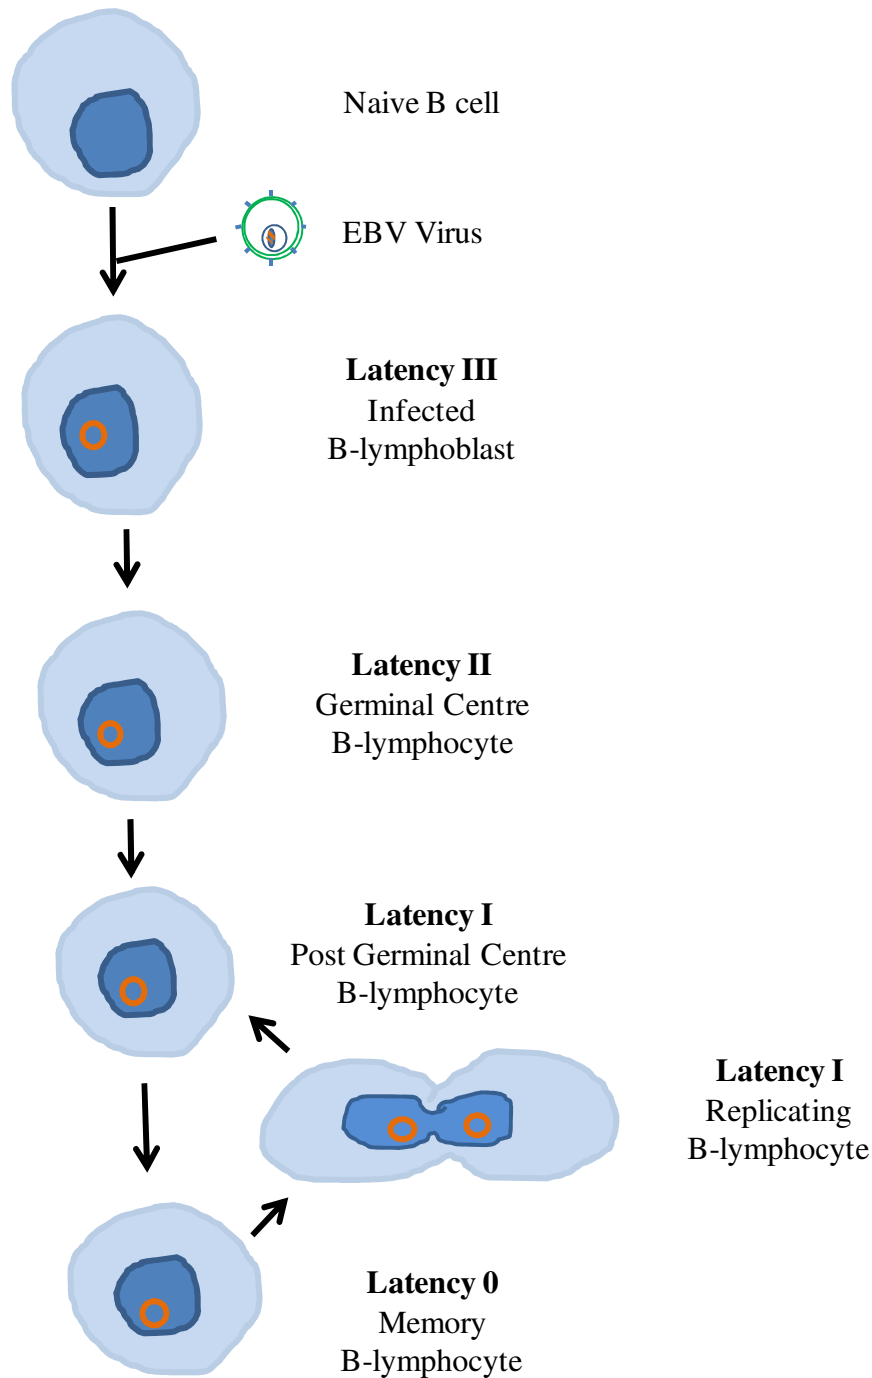 Naive B cell
EBV Virus
Latency III
Infected
B-lymphoblast
Latency II
Germinal Centre
B-lymphocyte
Latency I
Post Germinal Centre
B-lymphocyte
Latency I
Replicating
B-lymphocyte
Latency 0
Memory
B-lymphocyte